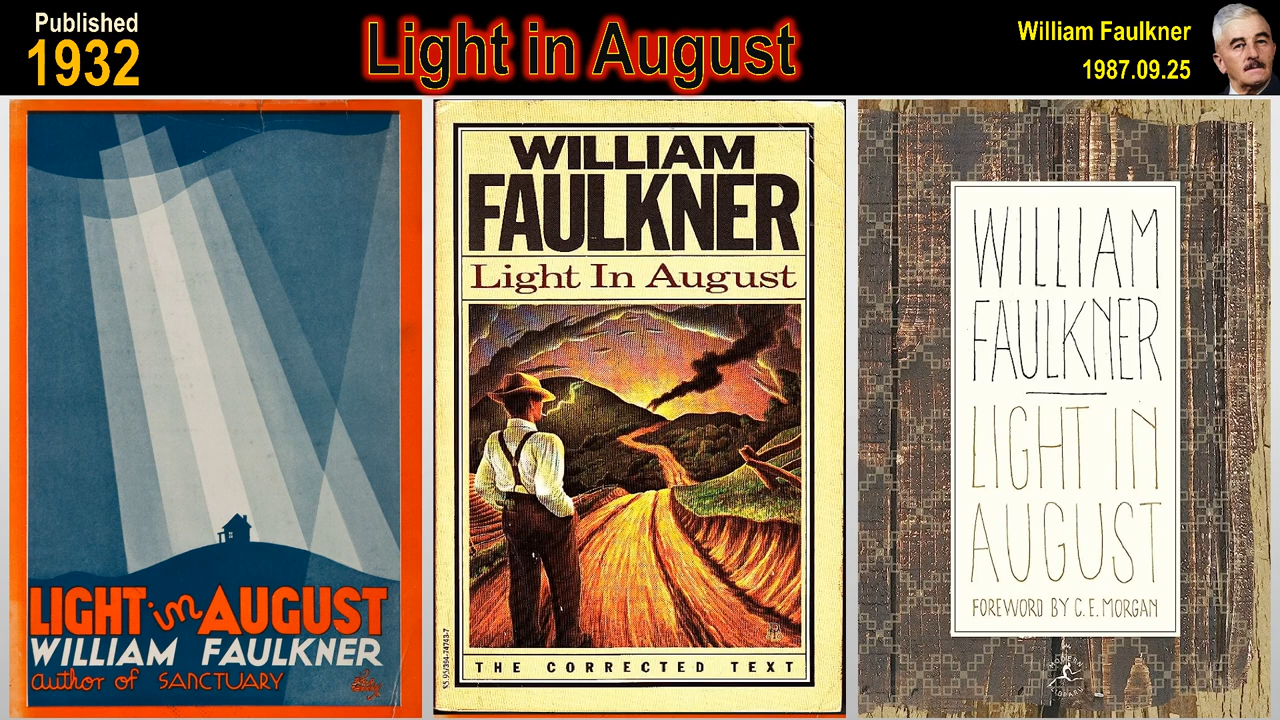 Published
1932
Light in August
William Faulkner
1987.09.25
LIGHT in AUGUST
WILLIAM FAULKNER
author of SANCTUARY
WILLIAM
FAULKNER
Light In August
THE CORRECTED TEXT
WILLIAM
FAULKNER
LIGHT IN
AUGUST
FOREWORD BY C. E. MORGAN